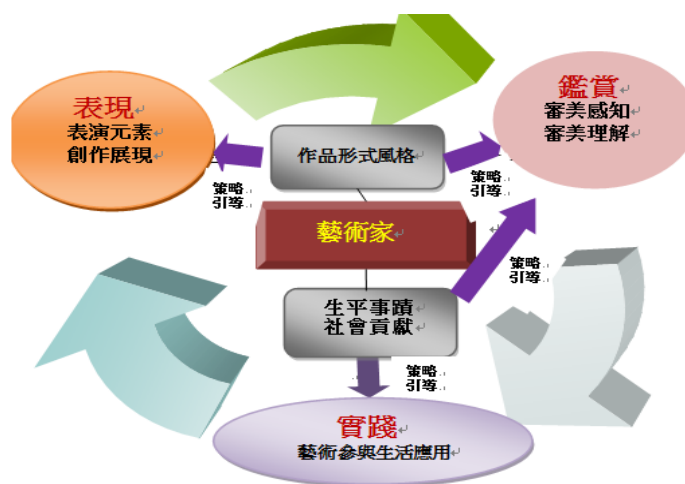 表現
表演元素
創作展現
鑑賞
審美感知
審美理解
作品形式風格
策略
引導
策略
引導
藝術家
策略
引導
生平事蹟
社會貢獻
策略
引導
實踐
藝術參與生活應用